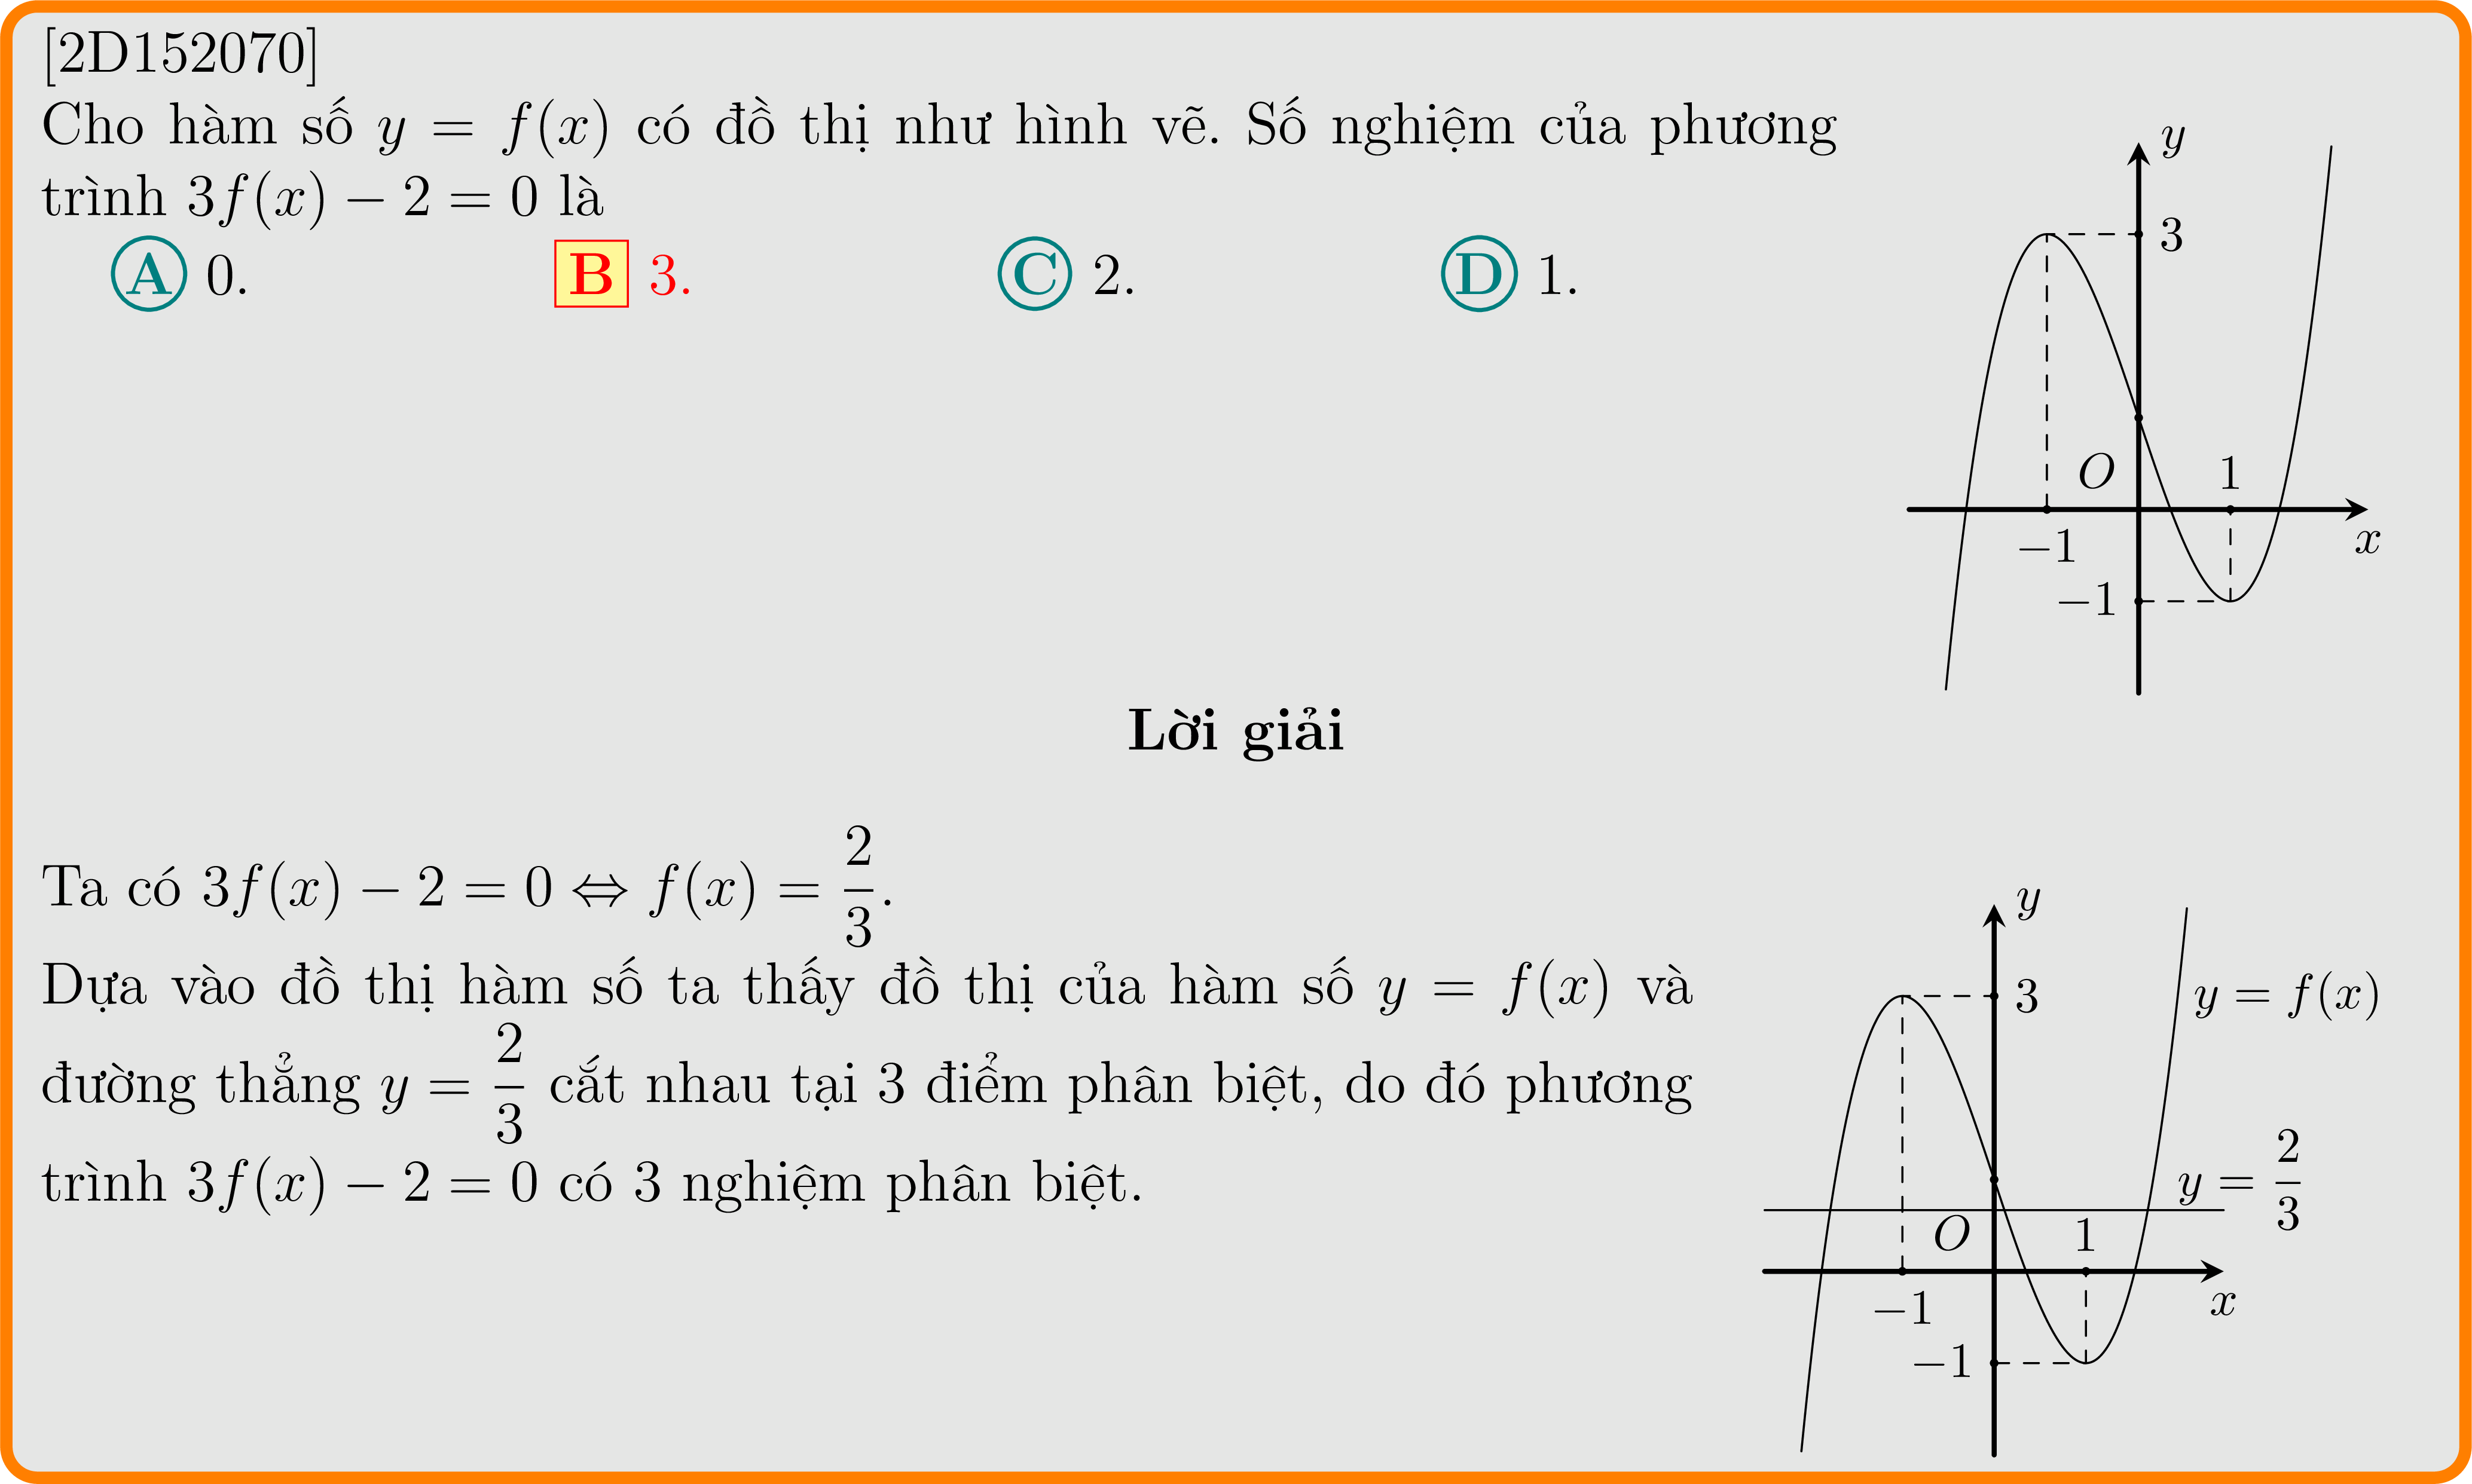 [2D152070]
Cho hàm số y = f(x) có đồ thị như hình vẽ. Số nghiệm của phương
trình 3f(x) − 2 = 0 là
A 0. B 3. C 2. D 1.
y
3
O 1
−1 x
−1
Lời giải
Ta có 3f(x) − 2 = 0 ⇔ f(x) = 2/3.
Dựa vào đồ thị hàm số ta thấy đồ thị của hàm số y = f(x) và
đường thẳng y = 2/3 cắt nhau tại 3 điểm phân biệt, do đó phương
trình 3f(x) − 2 = 0 có 3 nghiệm phân biệt.
y
3 y = f(x)
y = 2/3
O 1
−1 x
−1